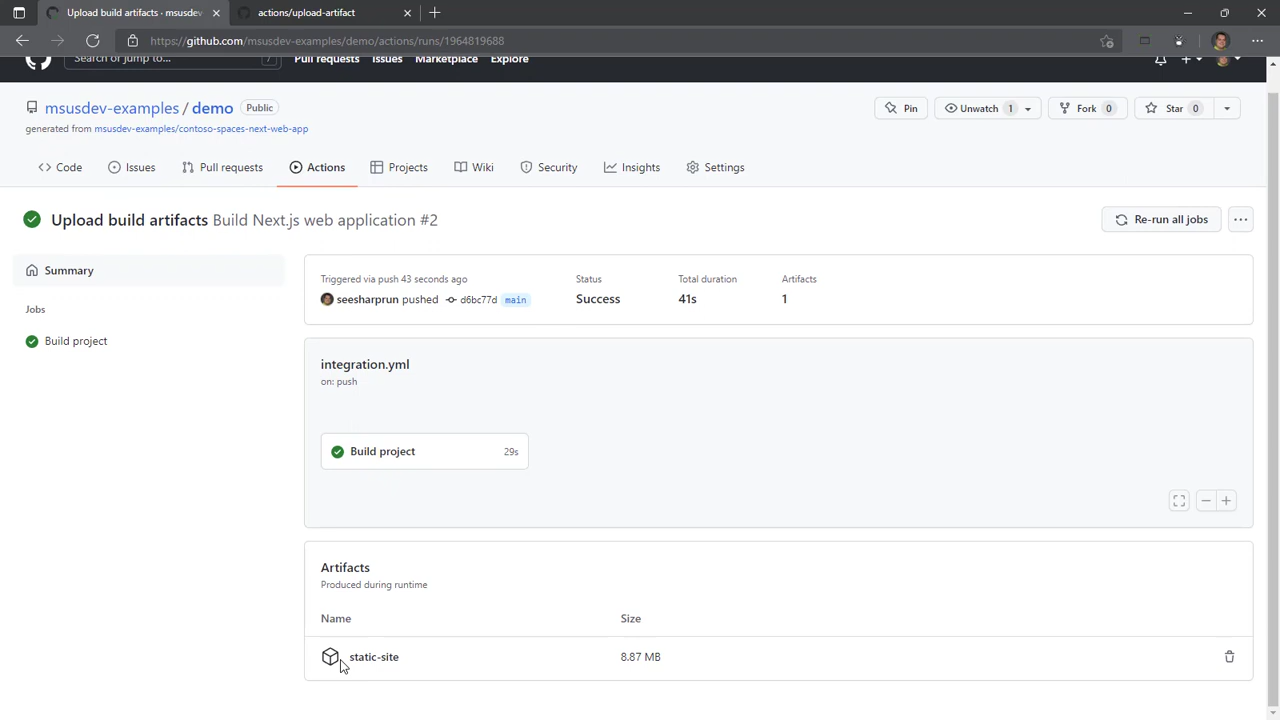 Upload build artifacts · msusdev
actions/upload-artifact
https://github.com/msusdev-examples/demo/actions/runs/1964819688
Search or jump to... /
Pull requests Issues Marketplace Explore
msusdev-examples / demo Public
generated from msusdev-examples/contoso-spaces-next-web-app
Pin Unwatch 1 Fork 0 Star 0
Code Issues Pull requests Actions Projects Wiki Security Insights Settings
Upload build artifacts Build Next.js web application #2
Re-run all jobs
Summary
Jobs
Build project
Triggered via push 43 seconds ago Status Total duration Artifacts
seesharprun pushed d6bc77d main Success 41s 1
integration.yml
on: push
Build project 29s
Artifacts
Produced during runtime
Name Size
static-site 8.87 MB